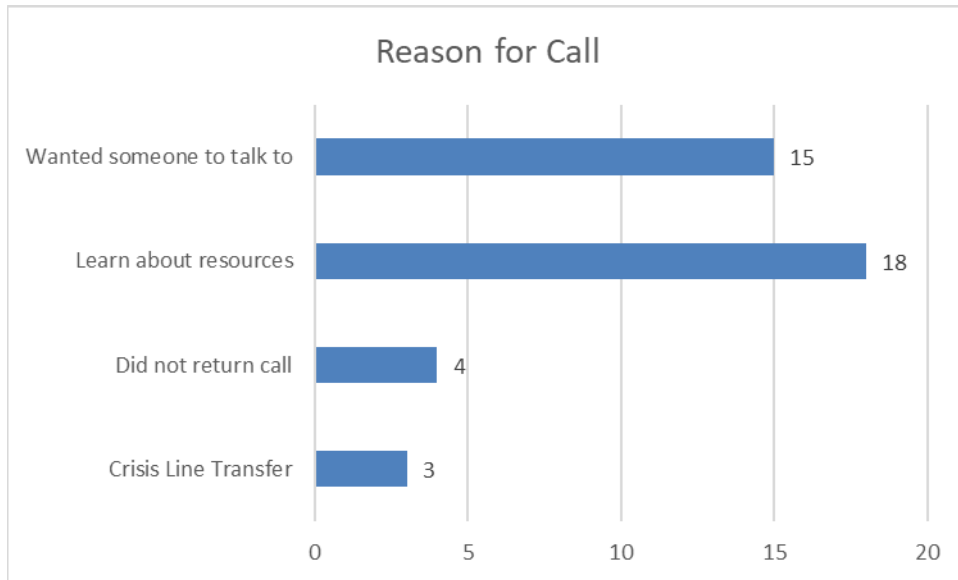 Reason for Call
Wanted someone to talk to
15
Learn about resources
18
Did not return call
4
Crisis Line Transfer
3
0 5 10 15 20